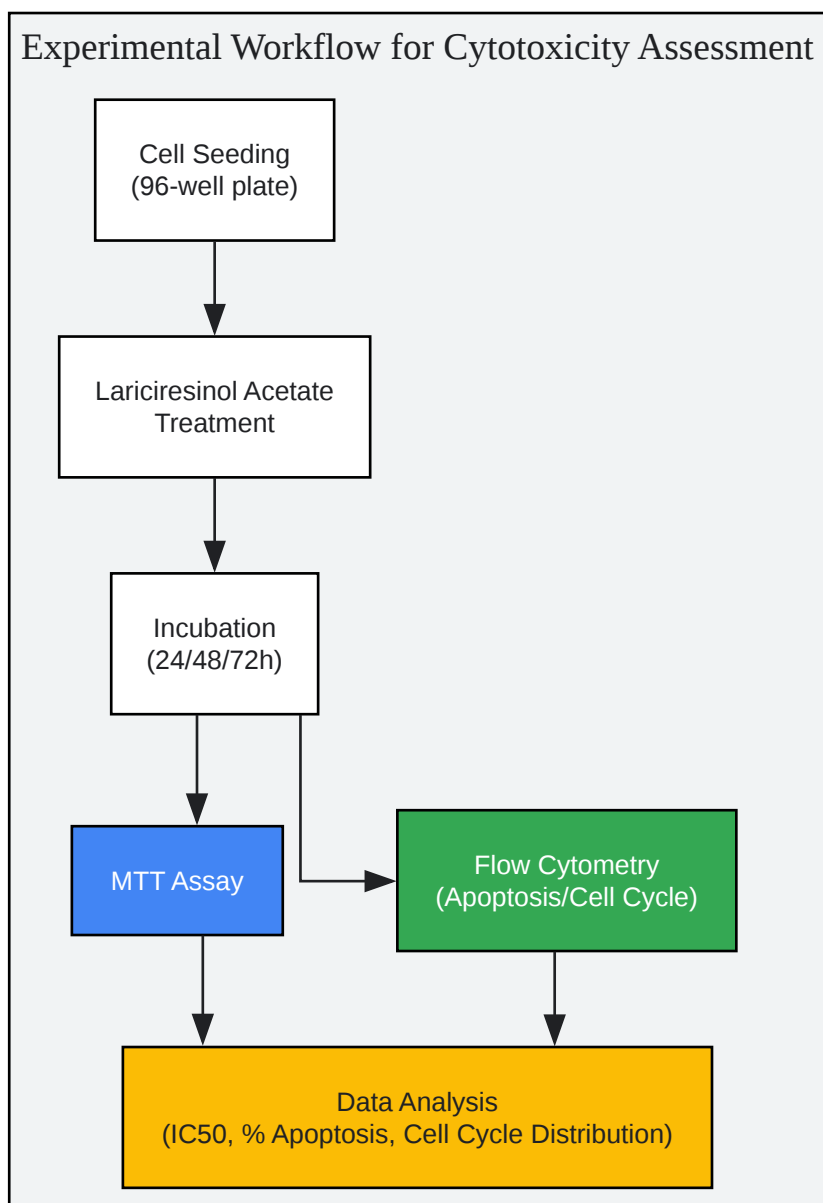 Experimental Workflow for Cytotoxicity Assessment
Cell Seeding
(96-well plate)
Lariciresinol Acetate
Treatment
Incubation
(24/48/72h)
MTT Assay
Flow Cytometry
(Apoptosis/Cell Cycle)
Data Analysis
(IC50, % Apoptosis, Cell Cycle Distribution)